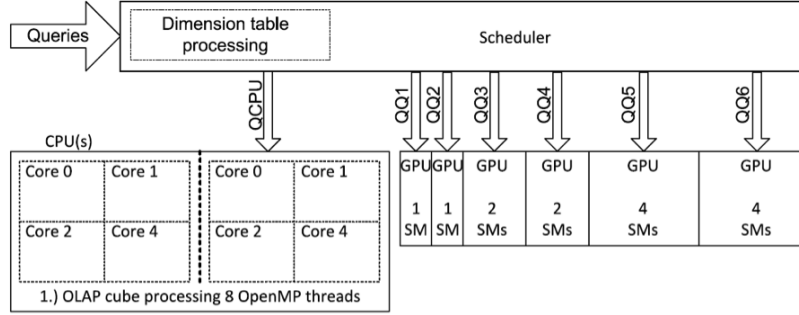 Queries
Dimension table
processing
Scheduler
QCPU
QQ1
QQ2
QQ3
QQ4
QQ5
QQ6
CPU(s)
Core 0
Core 1
Core 2
Core 4
Core 0
Core 1
Core 2
Core 4
1.) OLAP cube processing 8 OpenMP threads
GPU
1
SM
GPU
1
SM
GPU
2
SMs
GPU
2
SMs
GPU
4
SMs
GPU
4
SMs